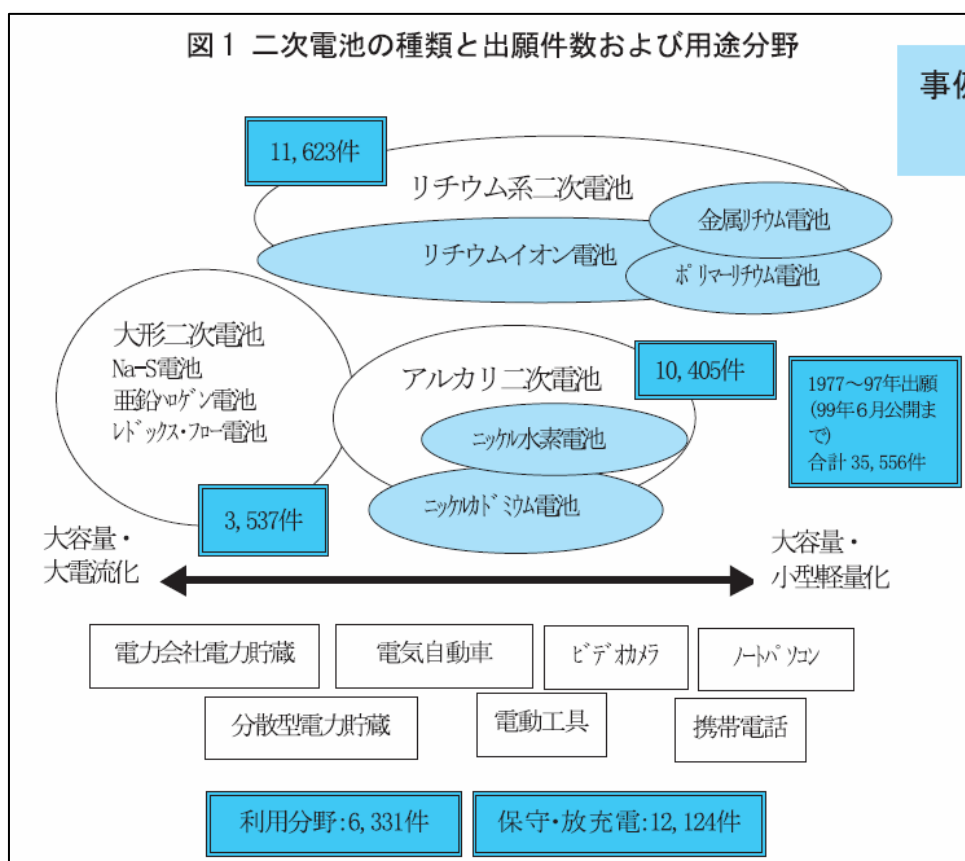 図1 二次電池の種類と出願件数および用途分野
事例
11,623件
リチウム系二次電池
金属リチウム電池
リチウムイオン電池
ポリマーリチウム電池
大形二次電池
Na-S電池
亜鉛ハロゲン電池
レドックス・フロー電池
アルカリ二次電池
10,405件
ニッケル水素電池
ニッケルカドミウム電池
1977～97年出願
(99年6月公開ま
で)
合計 35,556件
3,537件
大容量・
大電流化
大容量・
小型軽量化
電力会社電力貯蔵
電気自動車
ビデオカメラ
ノートパソコン
分散型電力貯蔵
電動工具
携帯電話
利用分野:6,331件
保守・放充電:12,124件